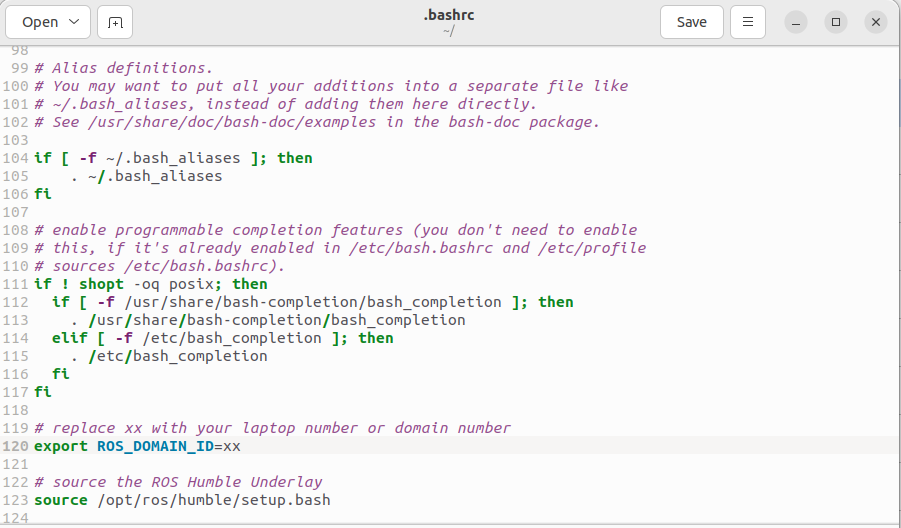 Open
.bashrc
~/
Save
98
99 # Alias definitions.
100 # You may want to put all your additions into a separate file like
101 # ~/.bash_aliases, instead of adding them here directly.
102 # See /usr/share/doc/bash-doc/examples in the bash-doc package.
103
104 if [ -f ~/.bash_aliases ]; then
105     . ~/.bash_aliases
106 fi
107
108 # enable programmable completion features (you don't need to enable
109 # this, if it's already enabled in /etc/bash.bashrc and /etc/profile
110 # sources /etc/bash.bashrc).
111 if ! shopt -oq posix; then
112   if [ -f /usr/share/bash-completion/bash_completion ]; then
113     . /usr/share/bash-completion/bash_completion
114   elif [ -f /etc/bash_completion ]; then
115     . /etc/bash_completion
116   fi
117 fi
118
119 # replace xx with your laptop number or domain number
120 export ROS_DOMAIN_ID=xx
121
122 # source the ROS Humble Underlay
123 source /opt/ros/humble/setup.bash
124